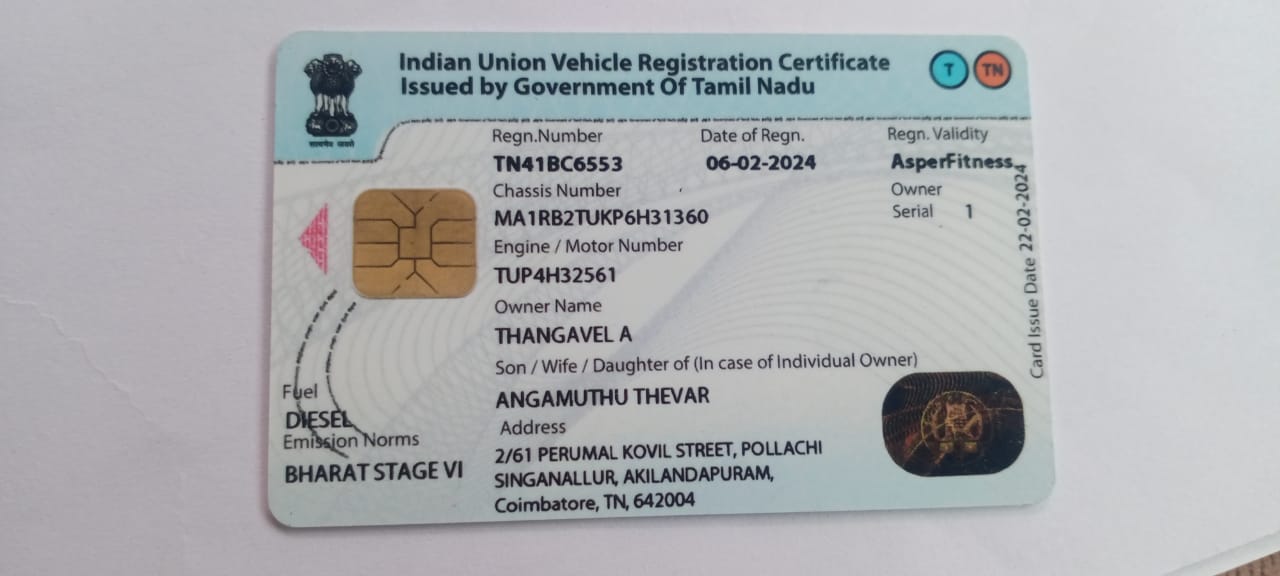 Indian Union Vehicle Registration Certificate
Issued by Government Of Tamil Nadu
T TN
सत्यमेव जयते
Regn.Number Date of Regn. Regn. Validity
TN41BC6553 06-02-2024 AsperFitness
Chassis Number Owner
MA1RB2TUKP6H31360 Serial 1
Engine / Motor Number
TUP4H32561
Owner Name
THANGAVEL A
Son / Wife / Daughter of (In case of Individual Owner)
ANGAMUTHU THEVAR
Address
2/61 PERUMAL KOVIL STREET, POLLACHI
SINGANALLUR, AKILANDAPURAM,
Coimbatore, TN, 642004
Fuel
DIESEL
Emission Norms
BHARAT STAGE VI
Card Issue Date 22-02-2024